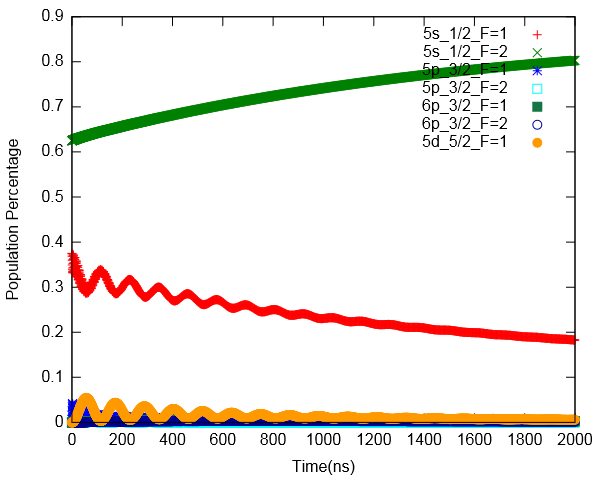 0.9
0.8
0.7
0.6
0.5
0.4
0.3
0.2
0.1
0
0 200 400 600 800 1000 1200 1400 1600 1800 2000
Population Percentage
Time(ns)
5s_1/2_F=1
5s_1/2_F=2
5p_3/2_F=1
5p_3/2_F=2
6p_3/2_F=1
6p_3/2_F=2
5d_5/2_F=1